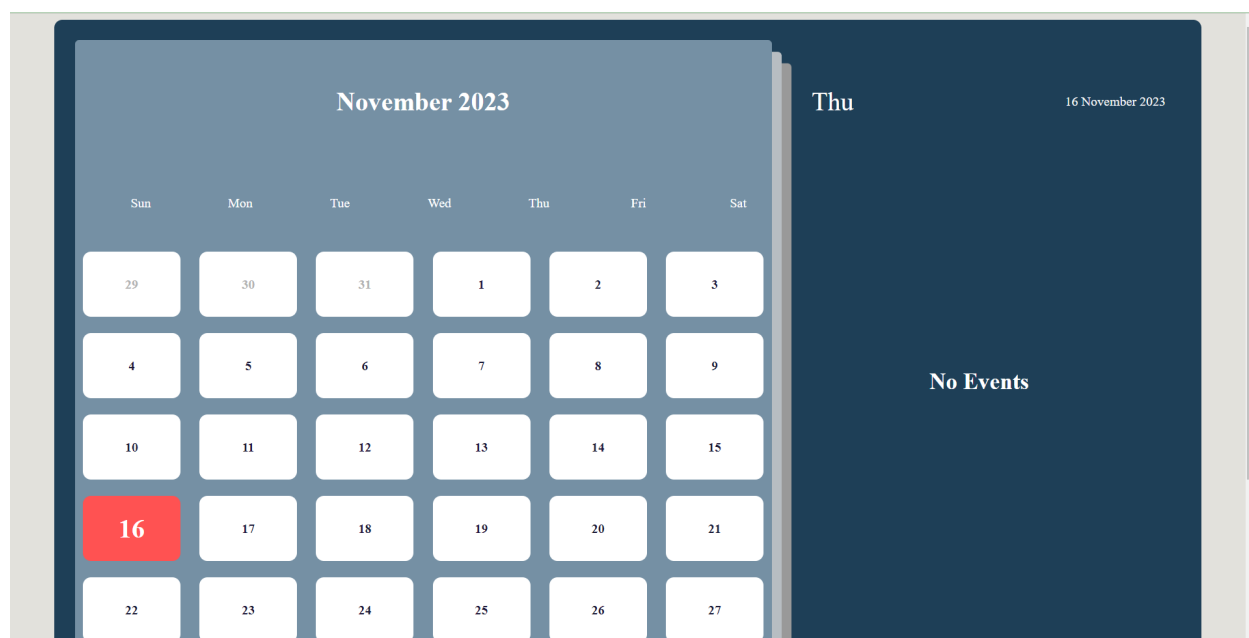 November 2023
Thu 16 November 2023
Sun Mon Tue Wed Thu Fri Sat
29 30 31 1 2 3
4 5 6 7 8 9
No Events
10 11 12 13 14 15
16 17 18 19 20 21
22 23 24 25 26 27